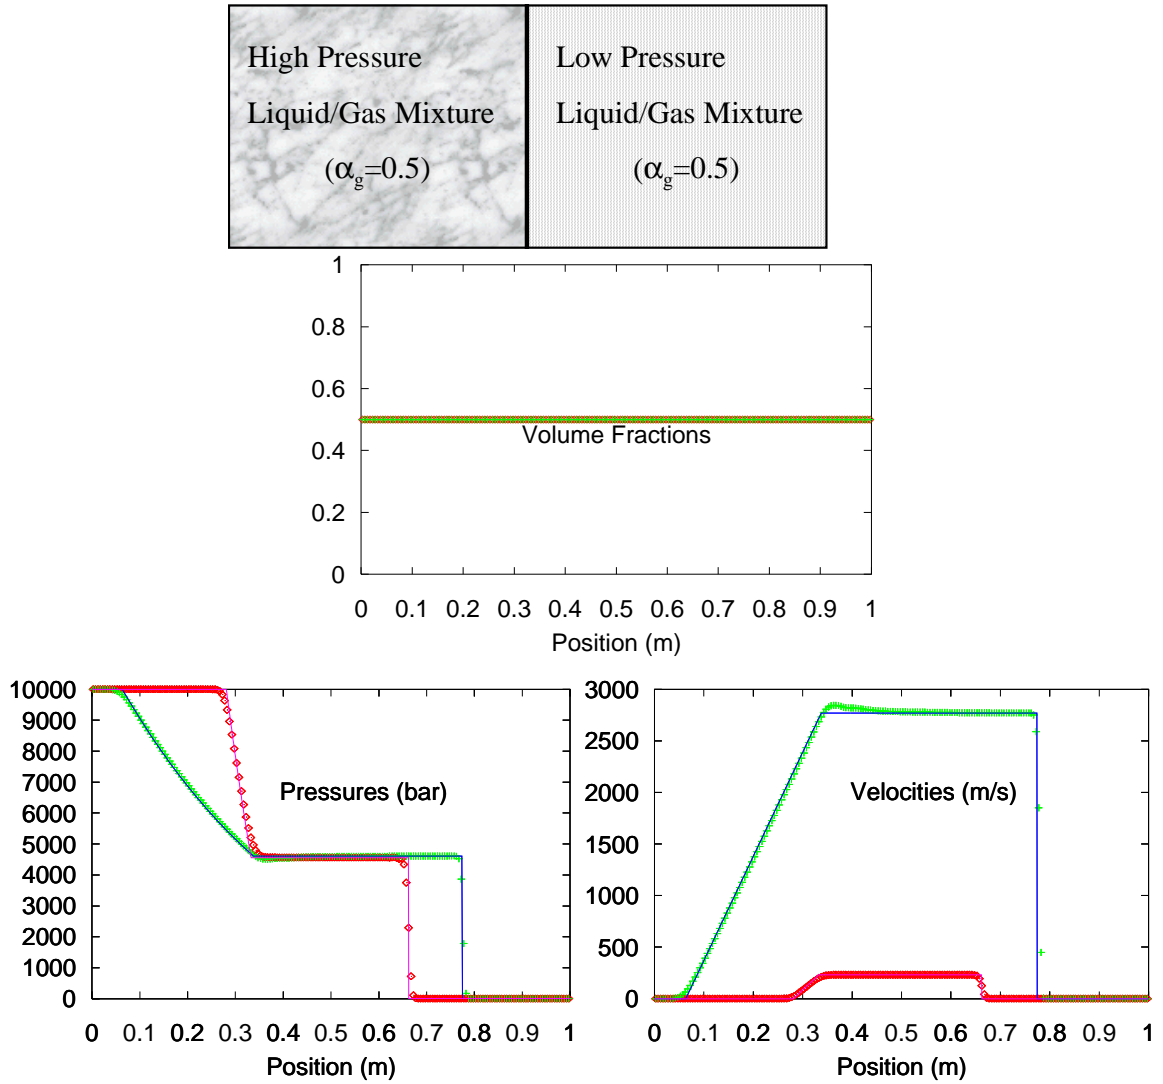 High Pressure
Liquid/Gas Mixture
(αg=0.5)
Low Pressure
Liquid/Gas Mixture
(αg=0.5)
1
0.8
0.6
0.4
0.2
0
Volume Fractions
0 0.1 0.2 0.3 0.4 0.5 0.6 0.7 0.8 0.9 1
Position (m)
10000
9000
8000
7000
6000
5000
4000
3000
2000
1000
0
Pressures (bar)
0 0.1 0.2 0.3 0.4 0.5 0.6 0.7 0.8 0.9 1
Position (m)
3000
2500
2000
1500
1000
500
0
Velocities (m/s)
0 0.1 0.2 0.3 0.4 0.5 0.6 0.7 0.8 0.9 1
Position (m)